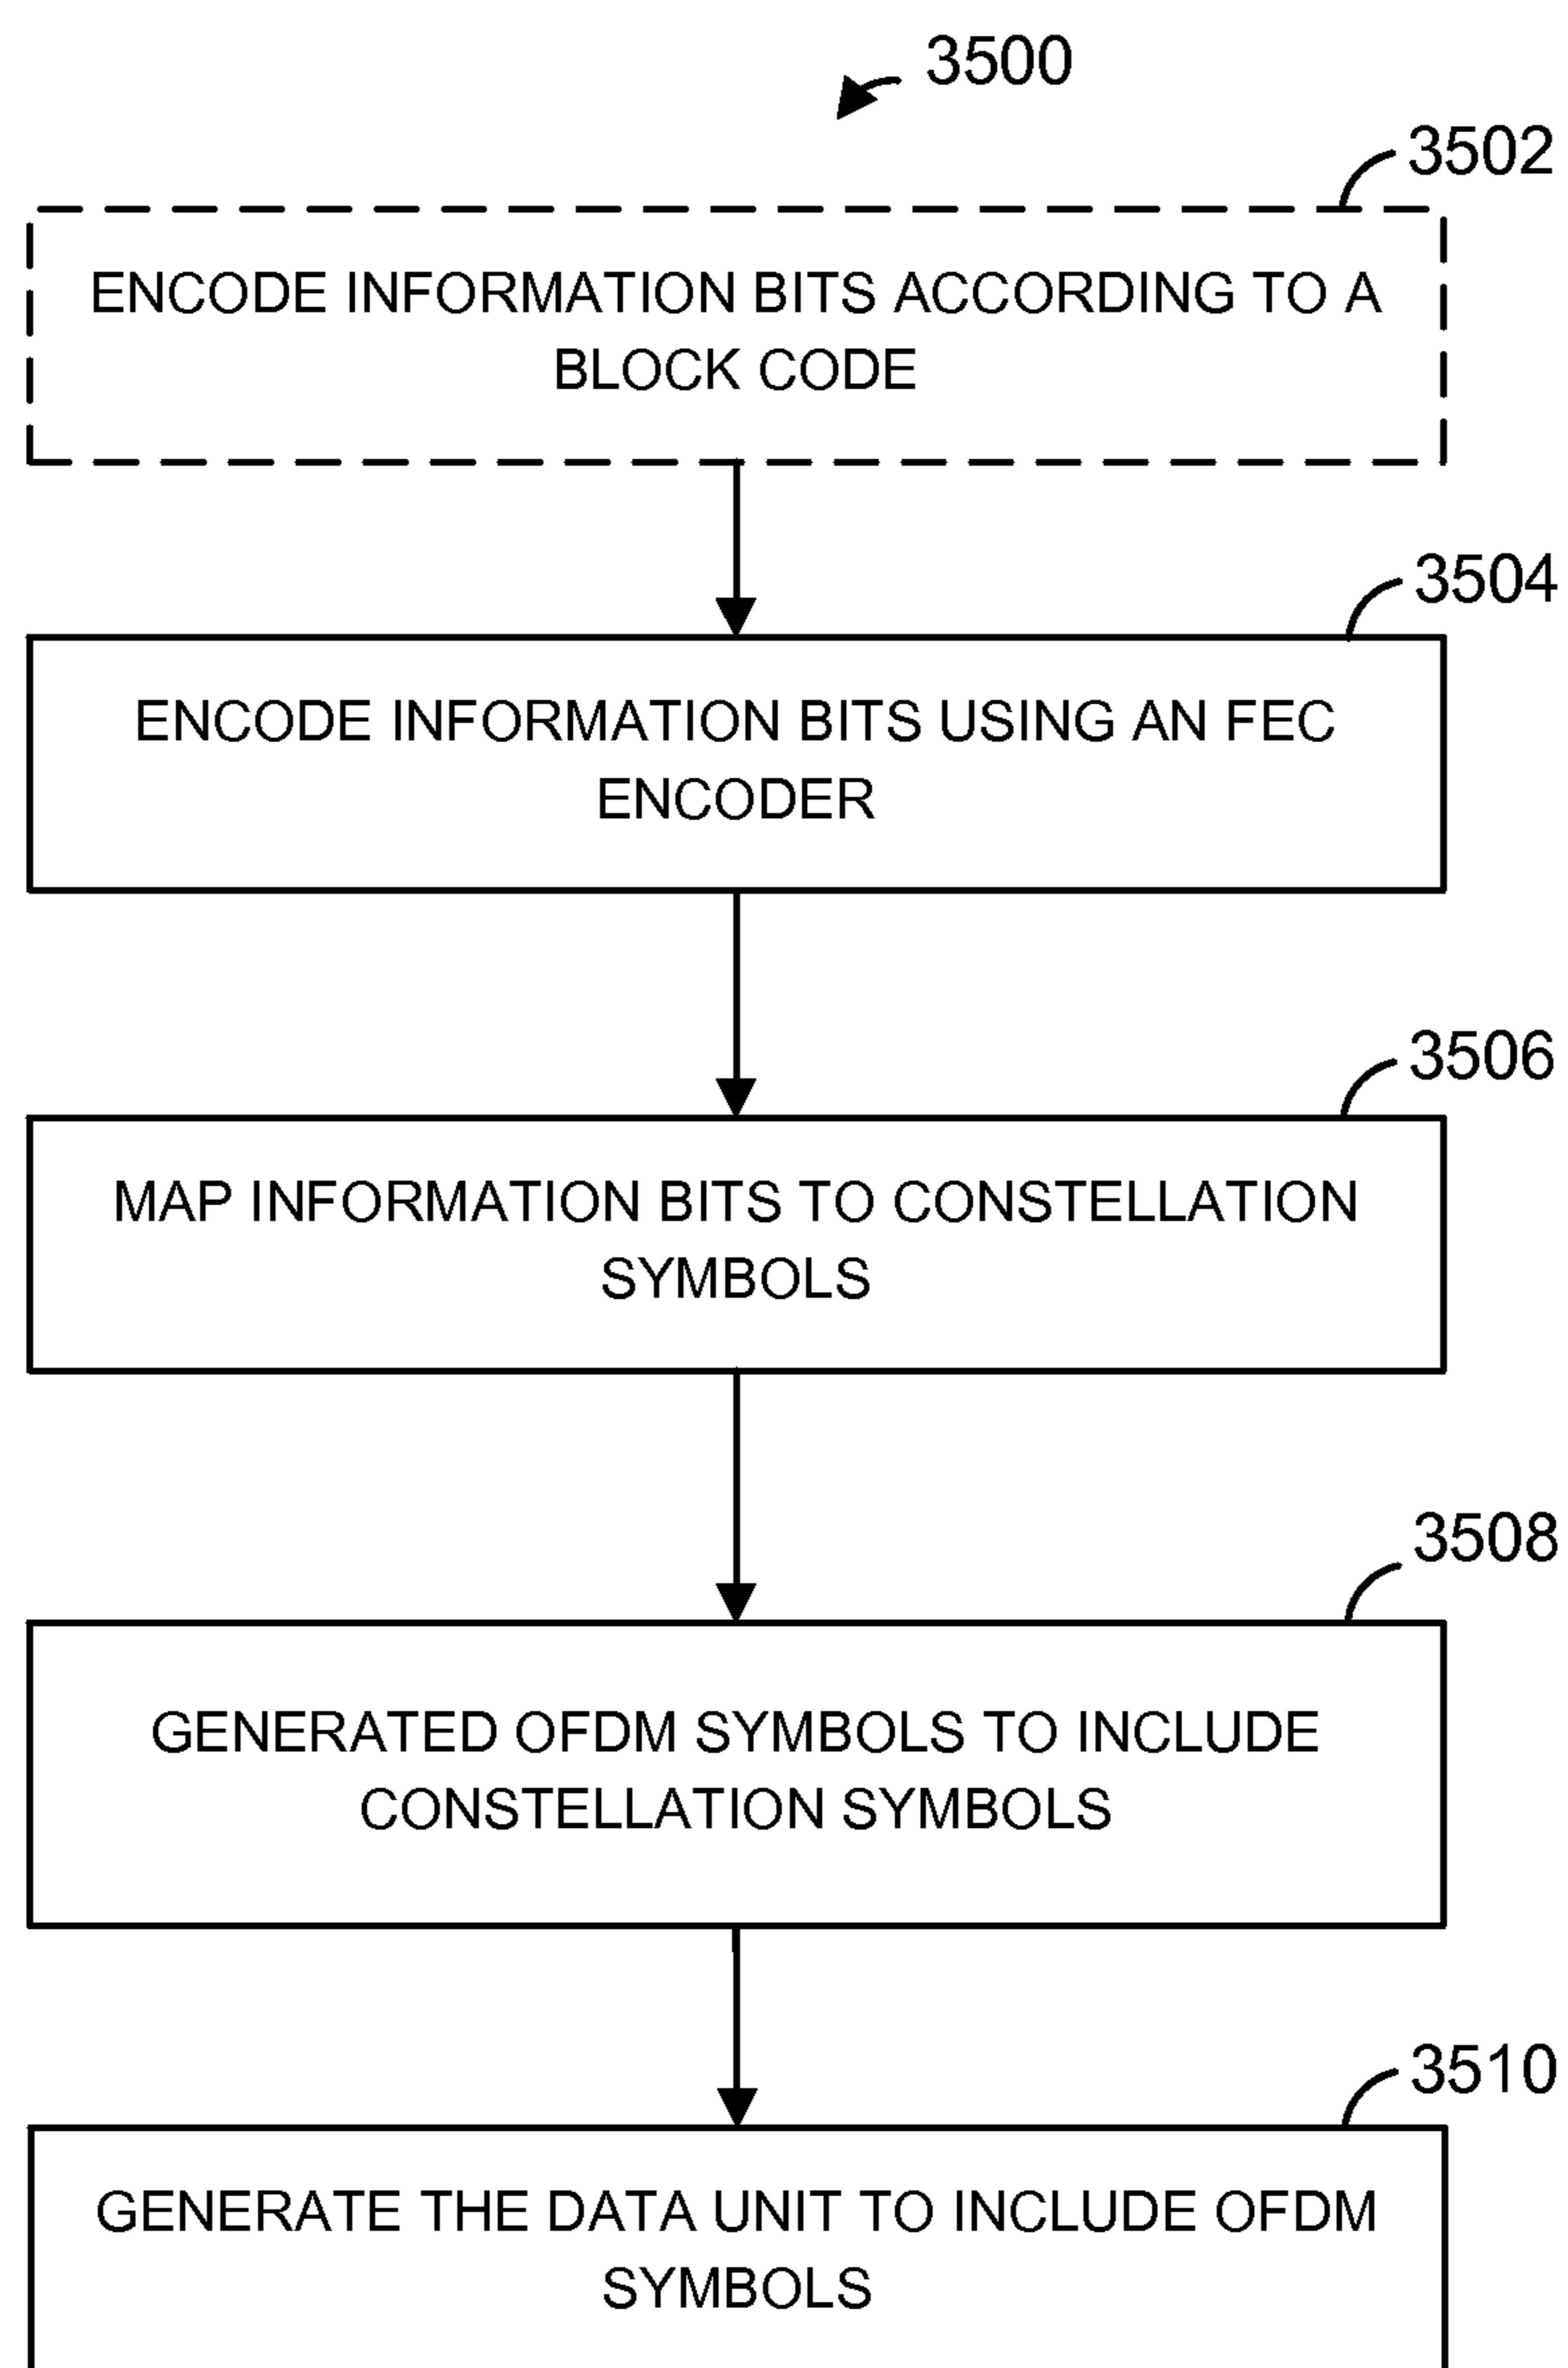 3500
3502
ENCODE INFORMATION BITS ACCORDING TO A
BLOCK CODE
3504
ENCODE INFORMATION BITS USING AN FEC
ENCODER
3506
MAP INFORMATION BITS TO CONSTELLATION
SYMBOLS
3508
GENERATED OFDM SYMBOLS TO INCLUDE
CONSTELLATION SYMBOLS
3510
GENERATE THE DATA UNIT TO INCLUDE OFDM
SYMBOLS